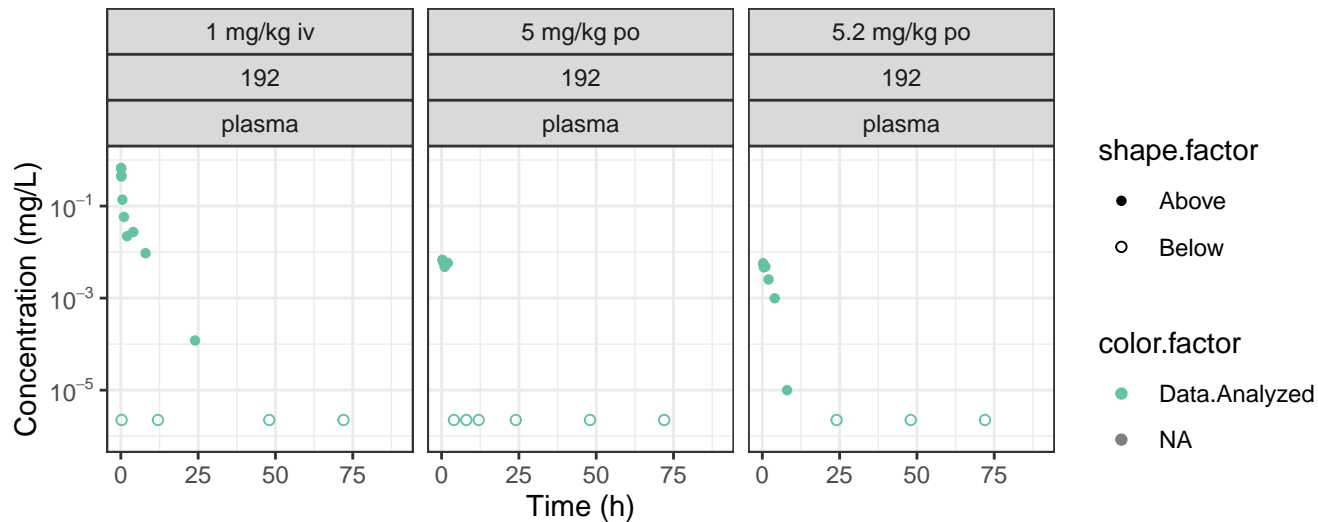 1 mg/kg iv
5 mg/kg po
5.2 mg/kg po
192
192
192
plasma
plasma
plasma
Concentration (mg/L)
10−1
10−3
10−5
0 25 50 75
0 25 50 75
0 25 50 75
Time (h)
shape.factor
Above
Below
color.factor
Data.Analyzed
NA